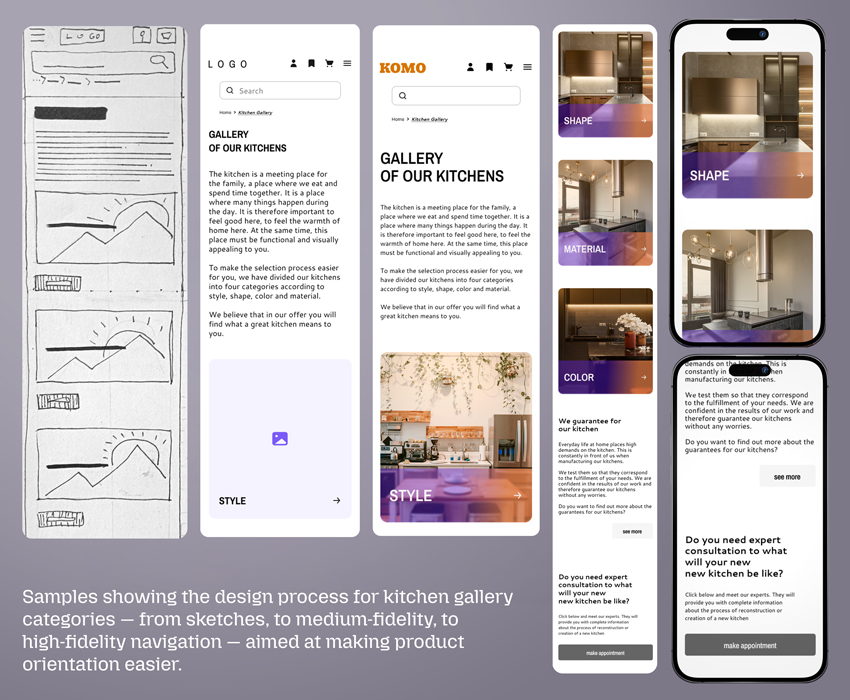 LOGO
LOGO
Search
Home > Kitchen Gallery
GALLERY
OF OUR KITCHENS
The kitchen is a meeting place for
the family, a place where we eat and
spend time together. It is a place
where many things happen during
the day. It is therefore important to
feel good here, to feel the warmth of
home here. At the same time, this
place must be functional and visually
appealing to you.
To make the selection process easier
for you, we have divided our kitchens
into four categories according to
style, shape, color and material.
We believe that in our offer you will
find what a great kitchen means to
you.
STYLE
KOMO
Home > Kitchen Gallery
GALLERY
OF OUR KITCHENS
The kitchen is a meeting place for the family, a
place where we eat and spend time together. It is a
place where many things happen during the day. It
is therefore important to feel good here, to feel the
warmth of home here. At the same time, this place
must be functional and visually appealing to you.
To make the selection process easier for you, we
have divided our kitchens into four categories
according to style, shape, color and material.
We believe that in our offer you will find what a
great kitchen means to you.
STYLE
SHAPE
MATERIAL
COLOR
We guarantee for
our kitchen
Everyday life at home places high
demands on the kitchen. This is
constantly in front of us when
manufacturing our kitchens.
We test them so that they correspond
to the fulfillment of your needs. We are
confident in the results of our work and
therefore guarantee our kitchens
without any worries.
Do you want to find out more about the
guarantees for our kitchens?
see more
Do you need expert
consultation to what
will your new
new kitchen be like?
Click below and meet our experts. They will
provide you with complete information
about the process of reconstruction or
creation of a new kitchen
make appointment
SHAPE
demands on the kitchen. This is
constantly in hen
manufacturing our kitchens.
We test them so that they correspond
to the fulfillment of your needs. We are
confident in the results of our work and
therefore guarantee our kitchens
without any worries.
Do you want to find out more about the
guarantees for our kitchens?
see more
Do you need expert
consultation to what
will your new
new kitchen be like?
Click below and meet our experts. They will
provide you with complete information
about the process of reconstruction or
creation of a new kitchen
make appointment
Samples showing the design process for kitchen gallery
categories — from sketches, to medium-fidelity, to
high-fidelity navigation — aimed at making product
orientation easier.